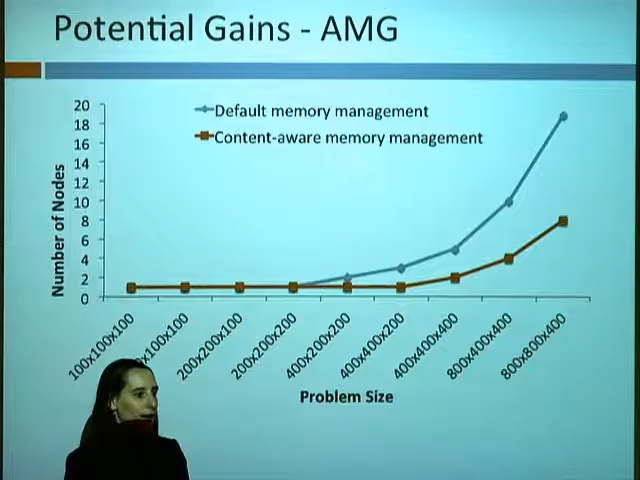 Potential Gains - AMG
Default memory management
Content-aware memory management
Number of Nodes
20
18
16
14
12
10
8
6
4
2
0
100x100x100
x100x100
200x200x100
200x200x200
400x200x200
400x400x200
400x400x400
800x400x400
800x800x400
Problem Size